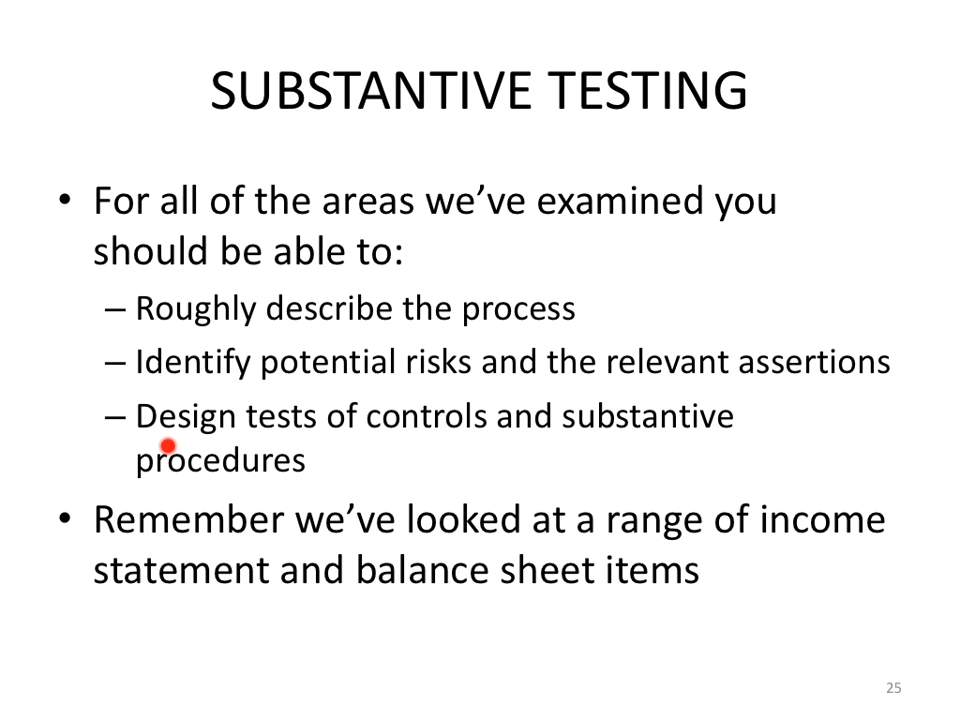 SUBSTANTIVE TESTING
• For all of the areas we’ve examined you
should be able to:
– Roughly describe the process
– Identify potential risks and the relevant assertions
– Design tests of controls and substantive
procedures
• Remember we’ve looked at a range of income
statement and balance sheet items
25